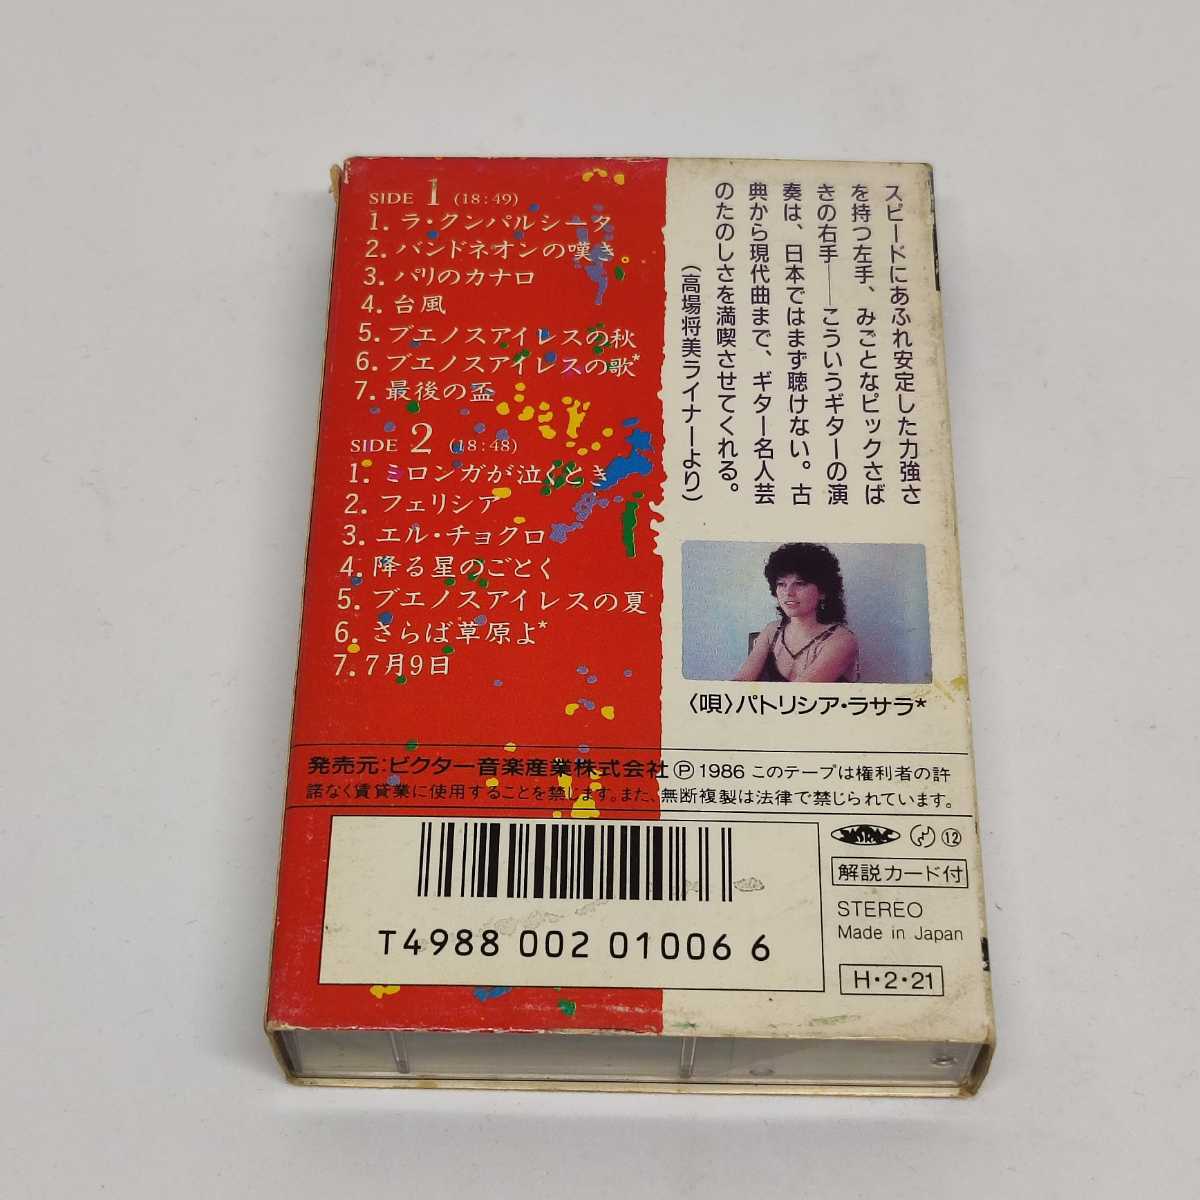 SIDE 1 (18:49)
1. ラ・クンパルシータ
2. バンドネオンの嘆き
3. パリのカナロ
4. 台風
5. ブエノスアイレスの秋
6. ブエノスアイレスの歌*
7. 最後の盃
SIDE 2 (18:48)
1. ミロンガが泣くとき
2. フェリシア
3. エル・チョクロ
4. 降る星のごとく
5. ブエノスアイレスの夏
6. さらば草原よ*
7. 7月9日
スピードにあふれ安定した力強さ
を持つ左手、みごとなピックさば
きの右手——こういうギターの演
奏は、日本ではまず聴けない。古
典から現代曲まで、ギター名人芸
のたのしさを満喫させてくれる。
(高場将美ライナーより)
〈唄〉パトリシア・ラサラ*
発売元:ビクター音楽産業株式会社Ⓟ1986 このテープは権利者の許
諾なく賃貸業に使用することを禁じます。また、無断複製は法律で禁じられています。
T4988 002 01006 6
JASRAC ⑫
解説カード付
STEREO
Made in Japan
H・2・21